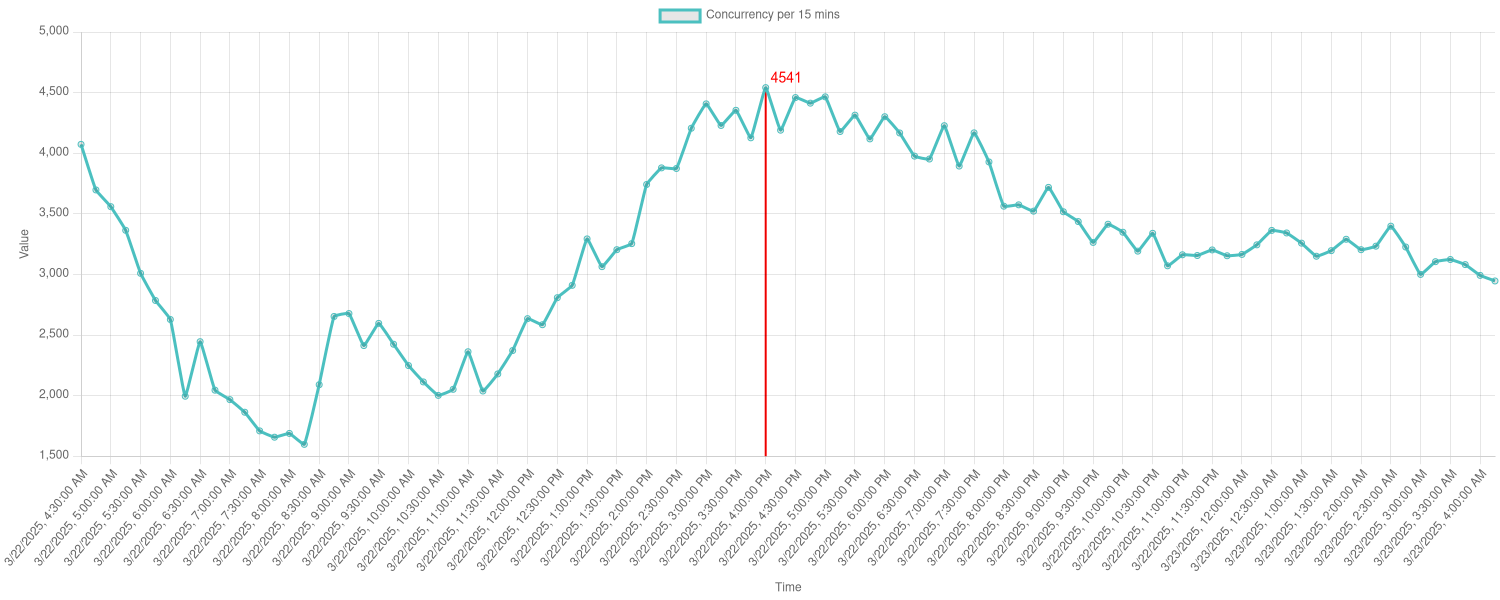 Concurrency per 15 mins
5,000
4,500
4,000
3,500
3,000
2,500
2,000
1,500
Value
4541
3/22/2025, 4:30:00 AM
3/22/2025, 5:00:00 AM
3/22/2025, 5:30:00 AM
3/22/2025, 6:00:00 AM
3/22/2025, 6:30:00 AM
3/22/2025, 7:00:00 AM
3/22/2025, 7:30:00 AM
3/22/2025, 8:00:00 AM
3/22/2025, 8:30:00 AM
3/22/2025, 9:00:00 AM
3/22/2025, 9:30:00 AM
3/22/2025, 10:00:00 AM
3/22/2025, 10:30:00 AM
3/22/2025, 11:00:00 AM
3/22/2025, 11:30:00 AM
3/22/2025, 12:00:00 PM
3/22/2025, 12:30:00 PM
3/22/2025, 1:00:00 PM
3/22/2025, 1:30:00 PM
3/22/2025, 2:00:00 PM
3/22/2025, 2:30:00 PM
3/22/2025, 3:00:00 PM
3/22/2025, 3:30:00 PM
3/22/2025, 4:00:00 PM
3/22/2025, 4:30:00 PM
3/22/2025, 5:00:00 PM
3/22/2025, 5:30:00 PM
3/22/2025, 6:00:00 PM
3/22/2025, 6:30:00 PM
3/22/2025, 7:00:00 PM
3/22/2025, 7:30:00 PM
3/22/2025, 8:00:00 PM
3/22/2025, 8:30:00 PM
3/22/2025, 9:00:00 PM
3/22/2025, 9:30:00 PM
3/22/2025, 10:00:00 PM
3/22/2025, 10:30:00 PM
3/22/2025, 11:00:00 PM
3/22/2025, 11:30:00 PM
3/23/2025, 12:00:00 AM
3/23/2025, 12:30:00 AM
3/23/2025, 1:00:00 AM
3/23/2025, 1:30:00 AM
3/23/2025, 2:00:00 AM
3/23/2025, 2:30:00 AM
3/23/2025, 3:00:00 AM
3/23/2025, 3:30:00 AM
3/23/2025, 4:00:00 AM
Time